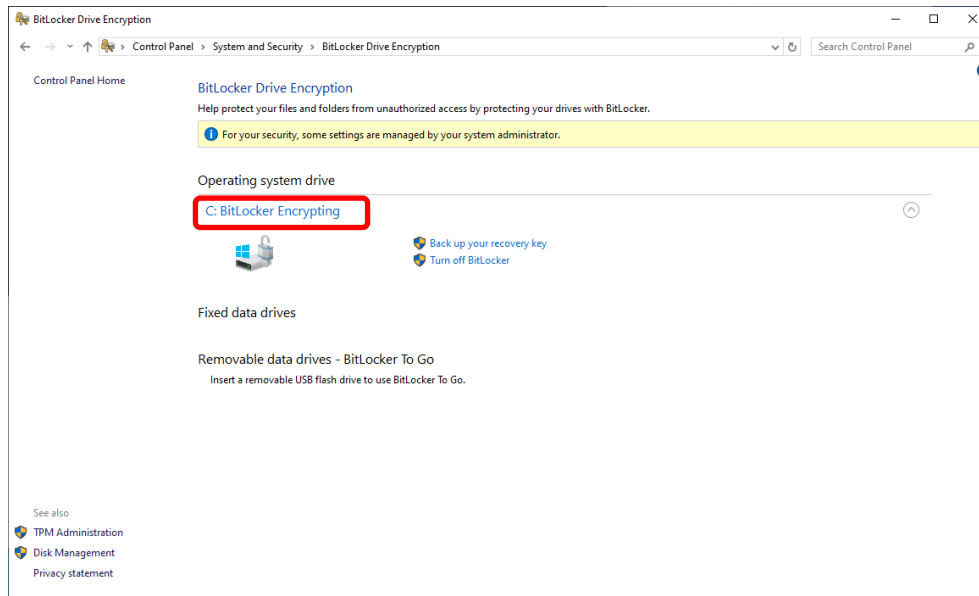 BitLocker Drive Encryption
Control Panel > System and Security > BitLocker Drive Encryption
Search Control Panel
Control Panel Home
BitLocker Drive Encryption
Help protect your files and folders from unauthorized access by protecting your drives with BitLocker.
For your security, some settings are managed by your system administrator.
Operating system drive
C: BitLocker Encrypting
Back up your recovery key
Turn off BitLocker
Fixed data drives
Removable data drives - BitLocker To Go
Insert a removable USB flash drive to use BitLocker To Go.
See also
TPM Administration
Disk Management
Privacy statement